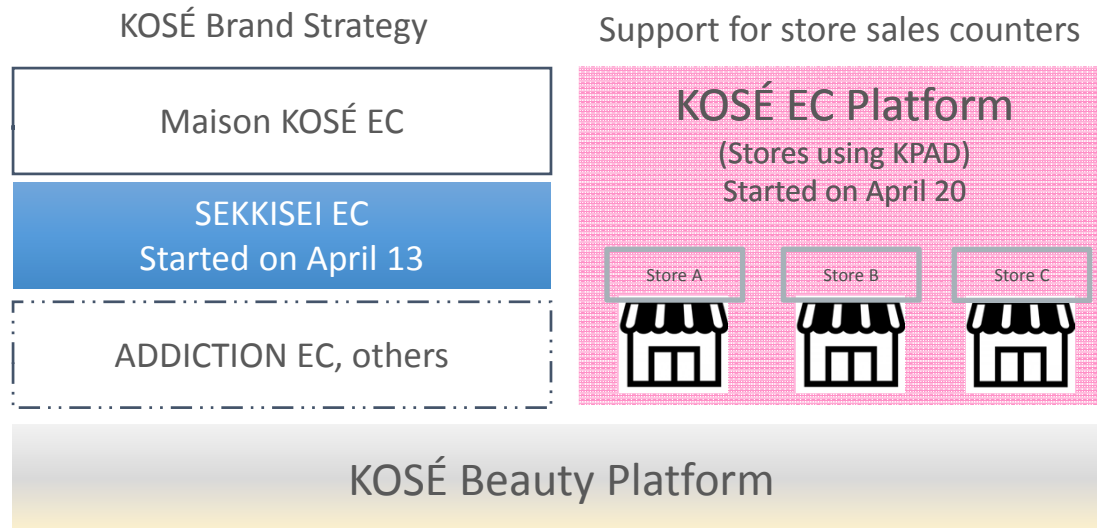 KOSÉ Brand Strategy
Maison KOSÉ EC
SEKKISEI EC
Started on April 13
ADDICTION EC, others
Support for store sales counters
KOSÉ EC Platform
(Stores using KPAD)
Started on April 20
Store A
Store B
Store C
KOSÉ Beauty Platform